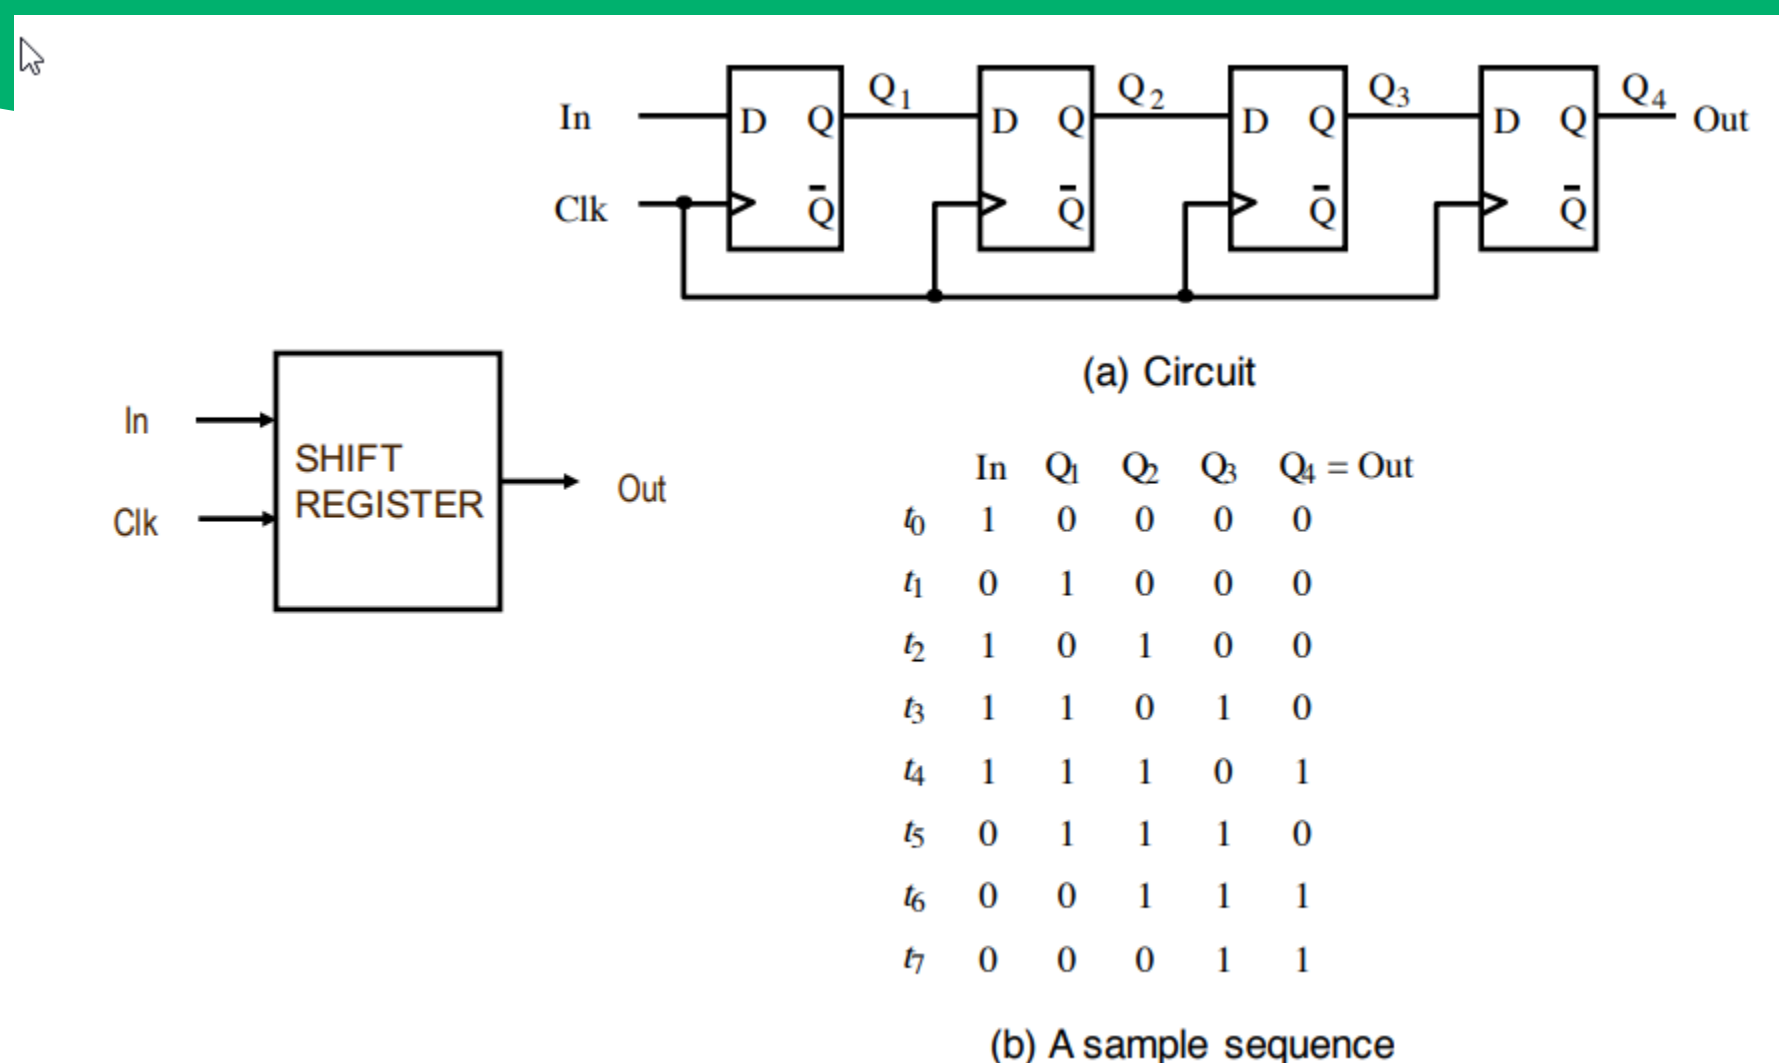 Q1 Q2 Q3 Q4
In D Q D Q D Q D Q Out
Clk Q̄ Q̄ Q̄ Q̄
(a) Circuit
In
SHIFT
REGISTER
Out
Clk
In Q1 Q2 Q3 Q4 = Out
t0 1 0 0 0 0
t1 0 1 0 0 0
t2 1 0 1 0 0
t3 1 1 0 1 0
t4 1 1 1 0 1
t5 0 1 1 1 0
t6 0 0 1 1 1
t7 0 0 0 1 1
(b) A sample sequence